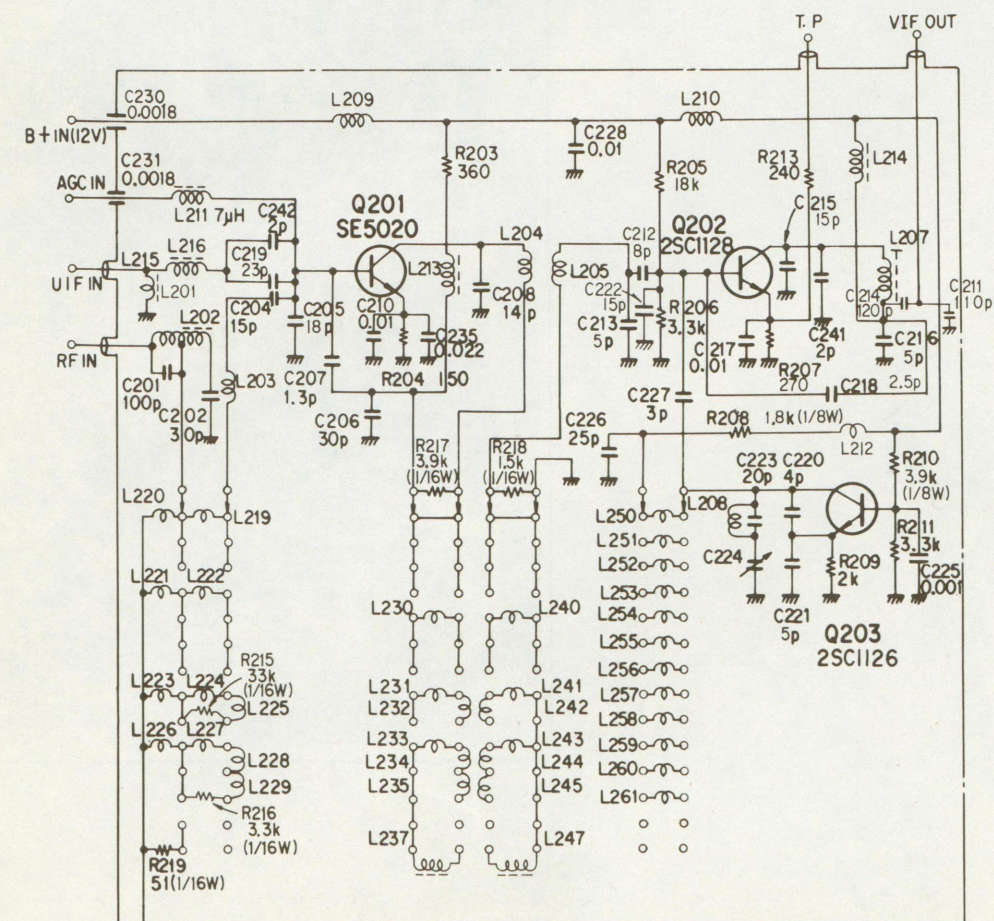 T. P
VIF OUT
C230
0.0018
B+IN(12V)
L209
L210
C231
0.0018
AGC IN
L211 7μH
R203
360
C228
0.01
R205
18k
R213
240
L214
C215
15p
C242
2p
Q201
SE5020
Q202
2SC1128
L204
L207
L215
L216
C219
23p
L213
L205
C212
8p
UIF IN
L201
C204
15p
C205
18p
C210
0.01
C208
14p
C222
15p
R206
3.3k
C214
120p
C211
110p
L202
C235
0.022
C213
5p
C217
0.01
C241
2p
C216
5p
RF IN
L203
C201
100p
C202
30p
C207
1.3p
R204
150
R207
270
C218
2.5p
C206
30p
C227
3p
R208
1.8k (1/8W)
L212
C226
25p
R217
3.9k
(1/16W)
R218
1.5k
(1/16W)
R210
3.9k
(1/8W)
C223
20p
C220
4p
L220
L219
L250
L208
R211
3.3k
L251
C224
L252
R209
2k
C225
0.001
L221
L222
L253
C221
5p
L230
L240
L254
Q203
2SC1126
L255
L256
R215
33k
(1/16W)
L223
L224
L225
L231
L232
L241
L242
L257
L258
L226
L227
L233
L243
L259
L228
L234
L244
L260
L229
L235
L245
L261
R216
3.3k
(1/16W)
L237
L247
R219
51(1/16W)